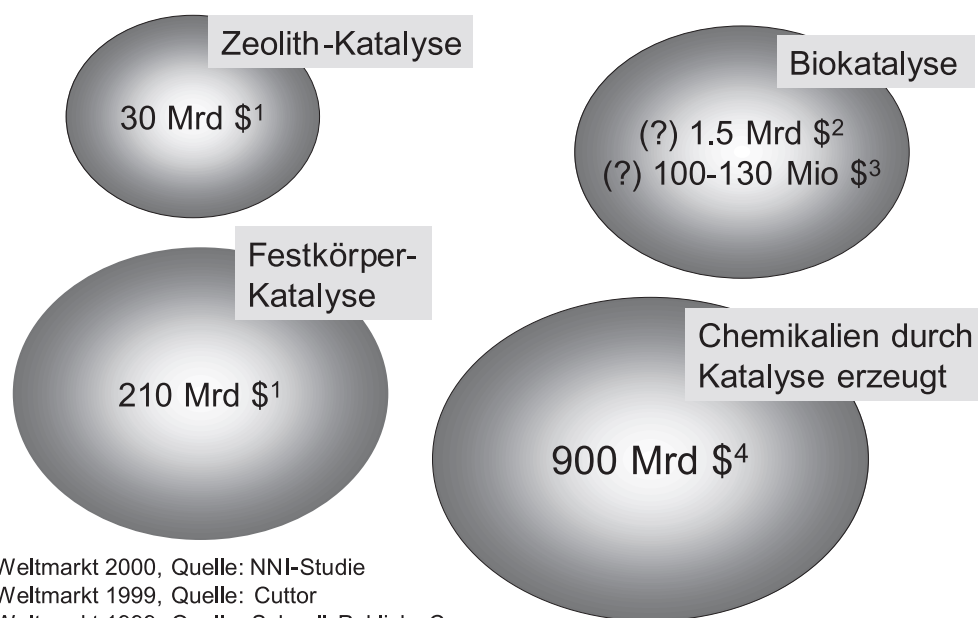 Zeolith-Katalyse
30 Mrd $¹
Biokatalyse
(?) 1.5 Mrd $²
(?) 100-130 Mio $³
Festkörper-
Katalyse
210 Mrd $¹
Chemikalien durch
Katalyse erzeugt
900 Mrd $⁴
Weltmarkt 2000, Quelle: NNI-Studie
Weltmarkt 1999, Quelle: Cuttor